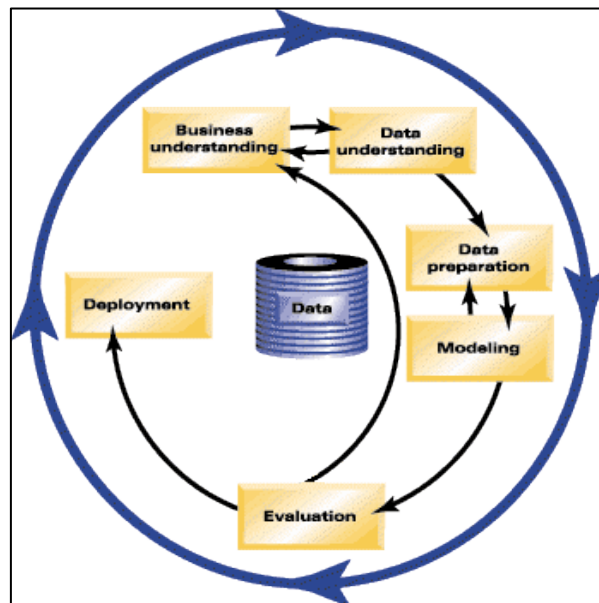 Business
understanding
Data
understanding
Data
preparation
Modeling
Evaluation
Deployment
Data